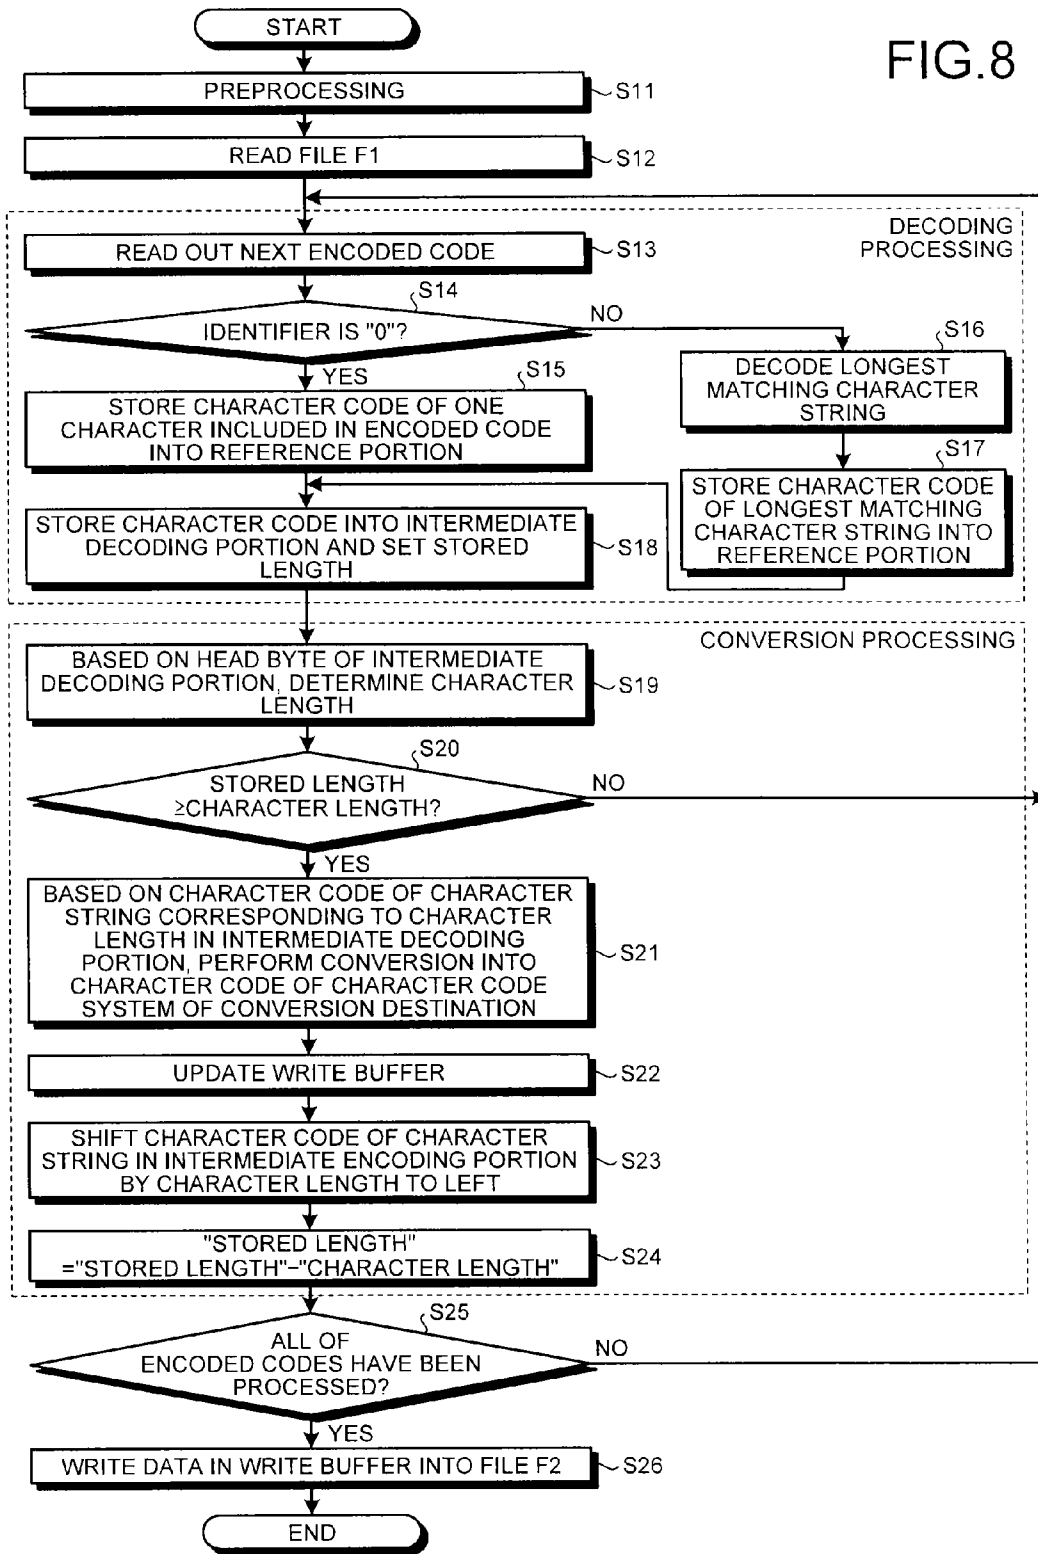 START
FIG.8
PREPROCESSING
S11
READ FILE F1
S12
DECODING
PROCESSING
READ OUT NEXT ENCODED CODE
S13
S14
IDENTIFIER IS "0"?
NO
YES
S15
STORE CHARACTER CODE OF ONE
CHARACTER INCLUDED IN ENCODED CODE
INTO REFERENCE PORTION
S16
DECODE LONGEST
MATCHING CHARACTER
STRING
S17
STORE CHARACTER CODE
OF LONGEST MATCHING
CHARACTER STRING INTO
REFERENCE PORTION
STORE CHARACTER CODE INTO INTERMEDIATE
DECODING PORTION AND SET STORED
LENGTH
S18
CONVERSION PROCESSING
BASED ON HEAD BYTE OF INTERMEDIATE
DECODING PORTION, DETERMINE CHARACTER
LENGTH
S19
S20
STORED LENGTH
≥CHARACTER LENGTH?
NO
YES
BASED ON CHARACTER CODE OF CHARACTER
STRING CORRESPONDING TO CHARACTER
LENGTH IN INTERMEDIATE DECODING
PORTION, PERFORM CONVERSION INTO
CHARACTER CODE OF CHARACTER CODE
SYSTEM OF CONVERSION DESTINATION
S21
UPDATE WRITE BUFFER
S22
SHIFT CHARACTER CODE OF CHARACTER
STRING IN INTERMEDIATE ENCODING PORTION
BY CHARACTER LENGTH TO LEFT
S23
"STORED LENGTH"
="STORED LENGTH"−"CHARACTER LENGTH"
S24
S25
ALL OF
ENCODED CODES HAVE BEEN
PROCESSED?
NO
YES
WRITE DATA IN WRITE BUFFER INTO FILE F2
S26
END